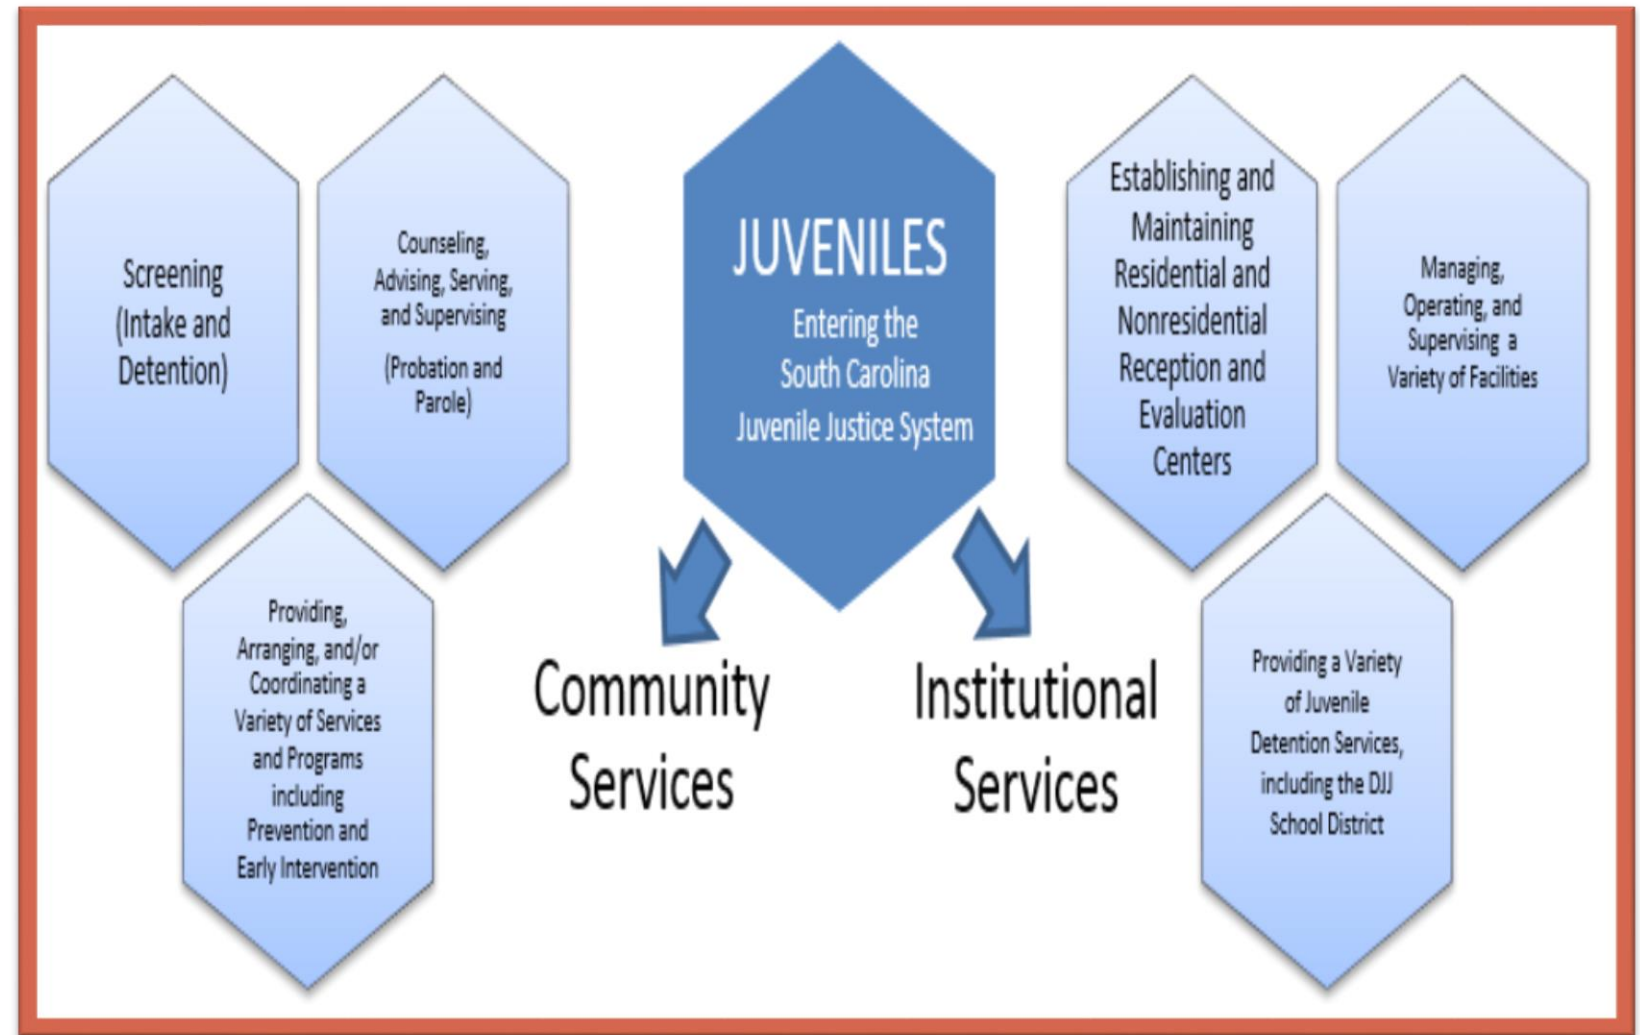 Screening
(Intake and
Detention)
Counseling,
Advising, Serving,
and Supervising
(Probation and
Parole)
Providing,
Arranging, and/or
Coordinating a
Variety of Services
and Programs
including
Prevention and
Early Intervention
JUVENILES
Entering the
South Carolina
Juvenile Justice System
Community
Services
Institutional
Services
Establishing and
Maintaining
Residential and
Nonresidential
Reception and
Evaluation
Centers
Managing,
Operating, and
Supervising a
Variety of Facilities
Providing a Variety
of Juvenile
Detention Services,
including the DJJ
School District